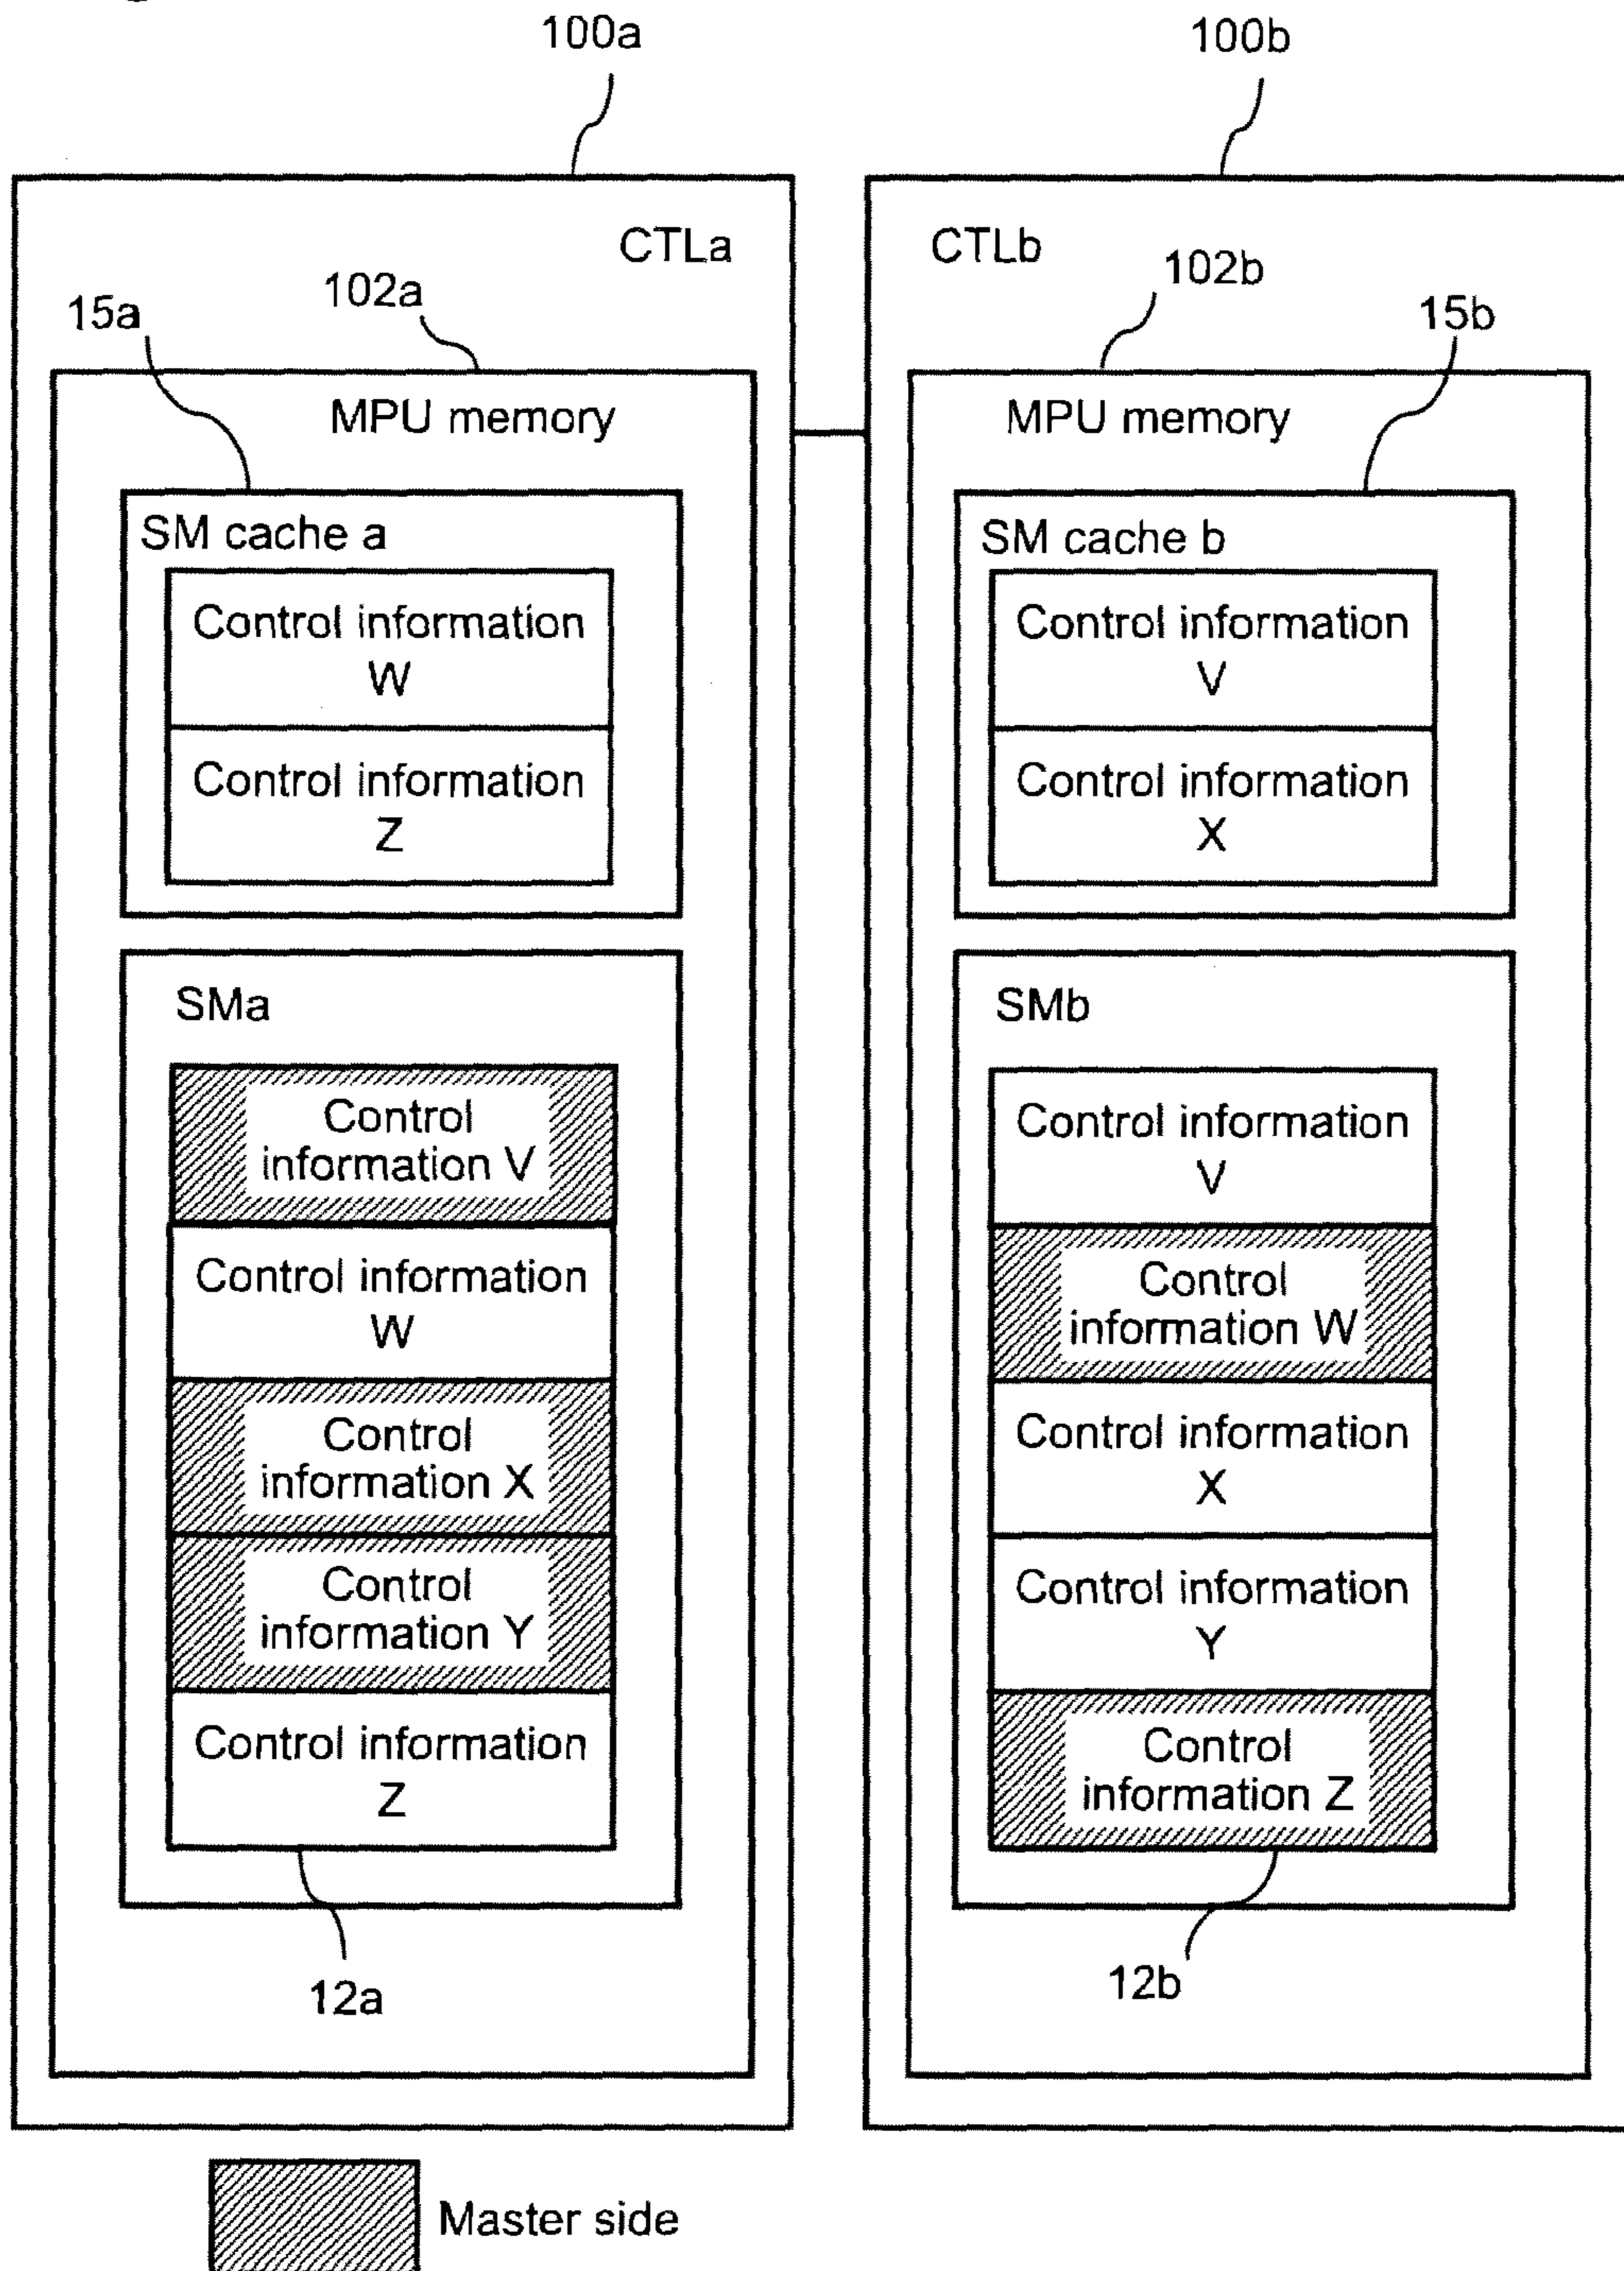 100a
100b
CTLa
CTLb
102a
102b
15a
15b
MPU memory
MPU memory
SM cache a
Control information
W
Control information
Z
SM cache b
Control information
V
Control information
X
SMa
Control
information V
Control information
W
Control
information X
Control
information Y
Control information
Z
12a
SMb
Control information
V
Control
information W
Control information
X
Control information
Y
Control
information Z
12b
Master side